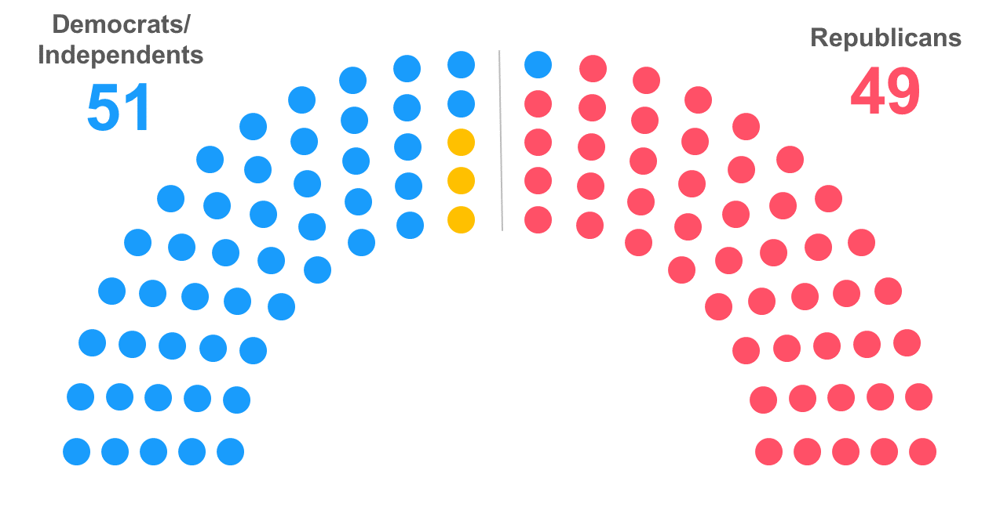 Democrats/
Independents
51
Republicans
49